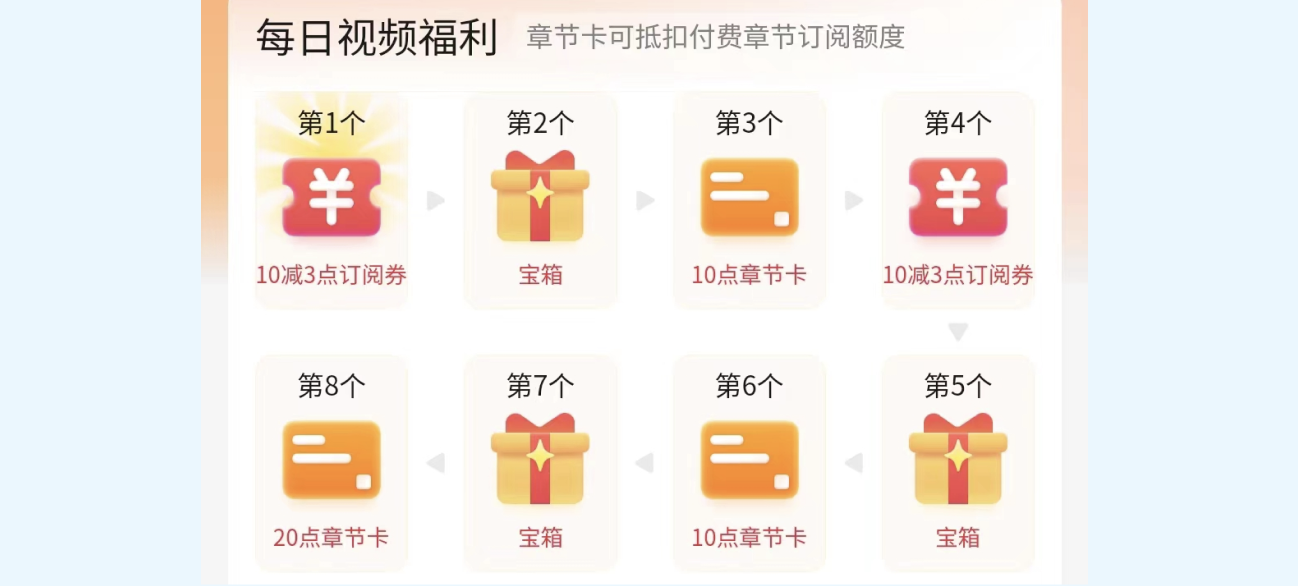 每日视频福利 章节卡可抵扣付费章节订阅额度
第1个 第2个 第3个 第4个
10减3点订阅券 宝箱 10点章节卡 10减3点订阅券
第8个 第7个 第6个 第5个
20点章节卡 宝箱 10点章节卡 宝箱